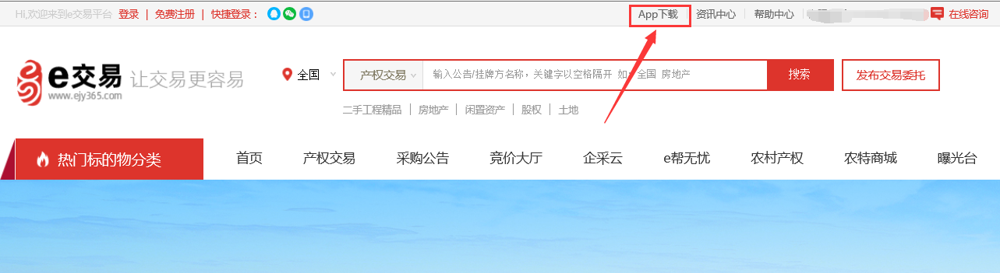 Hi,欢迎来到e交易平台 登录 | 免费注册 | 快捷登录： App下载 资讯中心 帮助中心 在线咨询
e交易 让交易更容易
www.ejy365.com
全国 产权交易 输入公告/挂牌方名称，关键字以空格隔开 如：全国 房地产 搜索 发布交易委托
二手工程精品 | 房地产 | 闲置资产 | 股权 | 土地
热门标的物分类 首页 产权交易 采购公告 竞价大厅 企采云 e帮无忧 农村产权 农特商城 曝光台